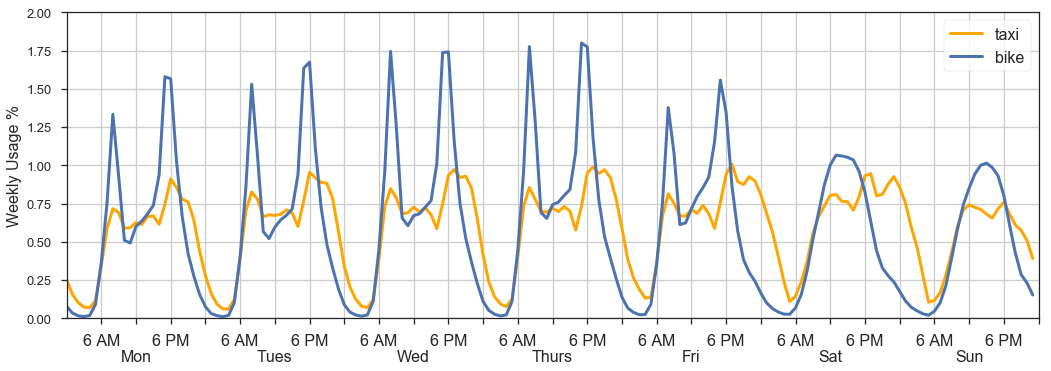 2.00
1.75
1.50
1.25
1.00
0.75
0.50
0.25
0.00
Weekly Usage %
taxi
bike
6 AM 6 PM 6 AM 6 PM 6 AM 6 PM 6 AM 6 PM 6 AM 6 PM 6 AM 6 PM 6 AM 6 PM
Mon Tues Wed Thurs Fri Sat Sun